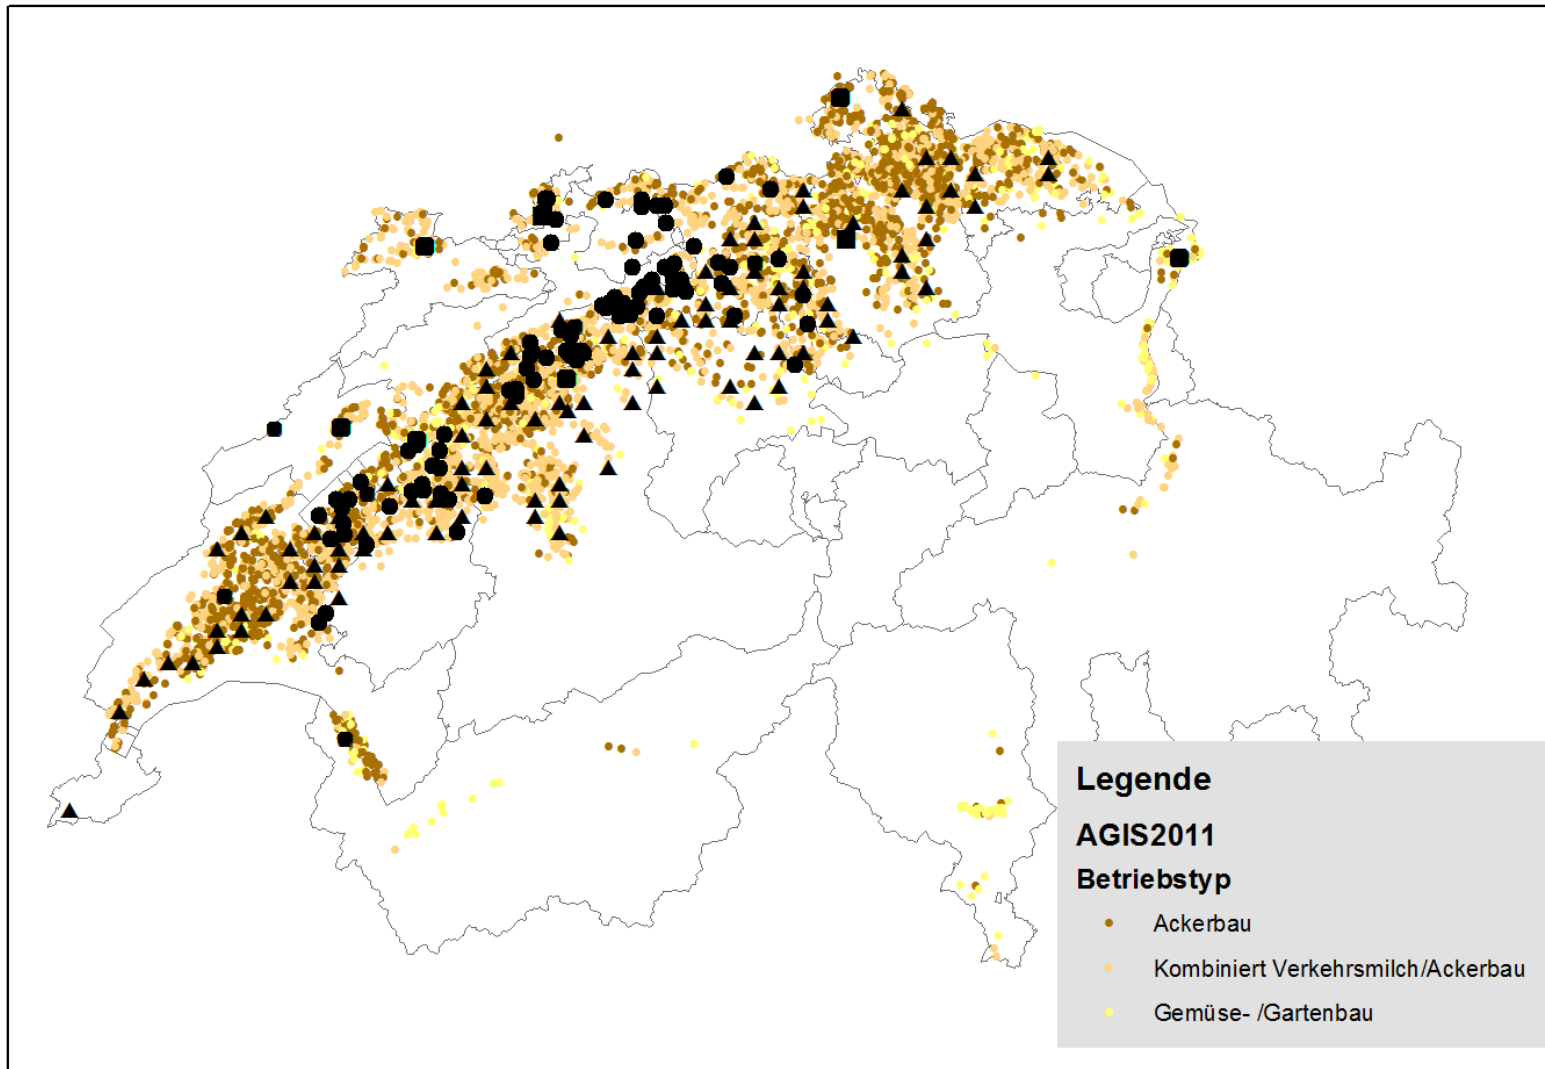 Legende
AGIS2011
Betriebstyp
Ackerbau
Kombiniert Verkehrsmilch/Ackerbau
Gemüse- /Gartenbau